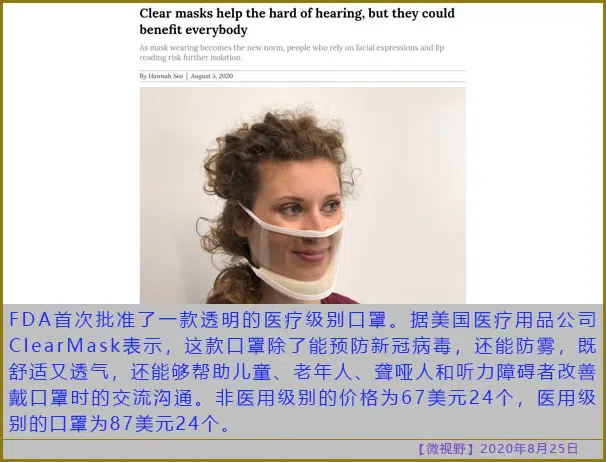 Clear masks help the hard of hearing, but they could
benefit everybody
As mask wearing becomes the new norm, people who rely on facial expressions and lip
reading risk further isolation.
By Hannah Seo | August 5, 2020
FDA首次批准了一款透明的医疗级别口罩。据美国医疗用品公司
ClearMask表示，这款口罩除了能预防新冠病毒，还能防雾，既
舒适又透气，还能够帮助儿童、老年人、聋哑人和听力障碍者改善
戴口罩时的交流沟通。非医用级别的价格为67美元24个，医用级
别的口罩为87美元24个。
【微视野】2020年8月25日